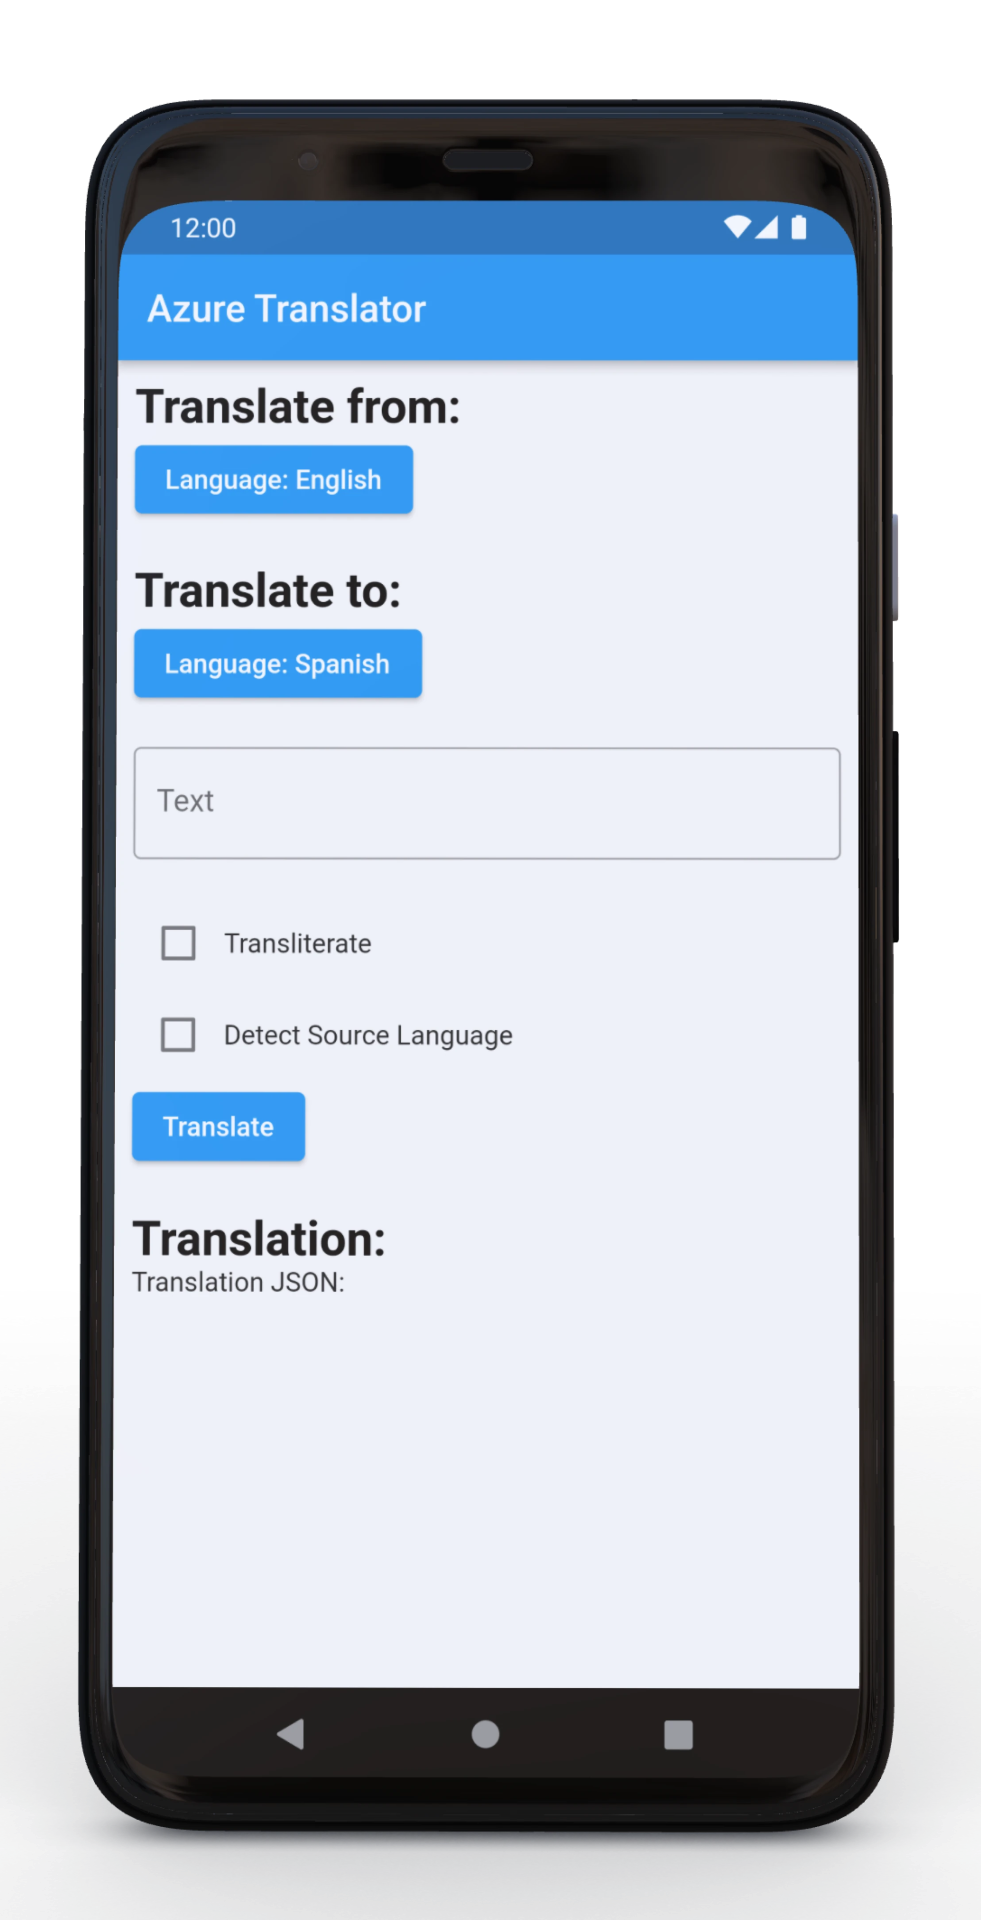 12:00
Azure Translator
Translate from:
Language: English
Translate to:
Language: Spanish
Text
Transliterate
Detect Source Language
Translate
Translation:
Translation JSON: